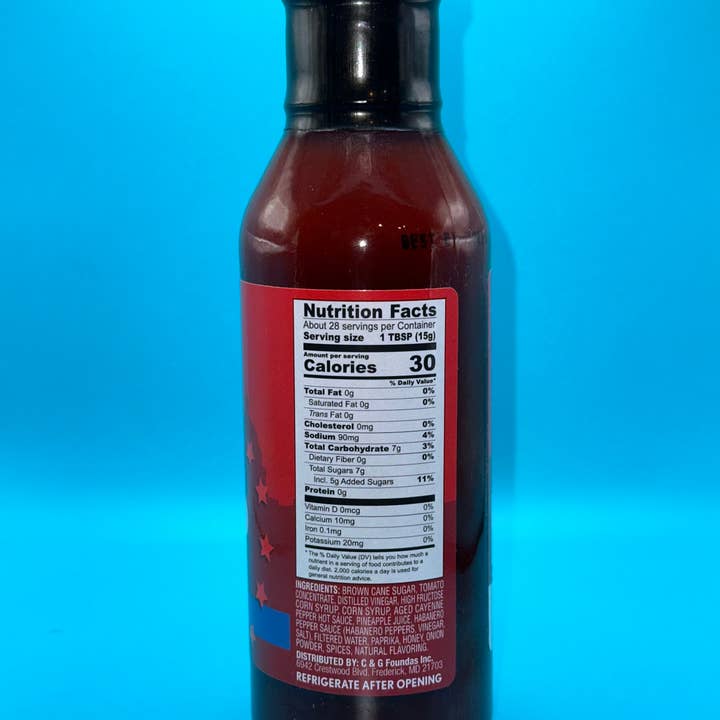 BEST BY
Nutrition Facts
About 28 servings per Container
Serving size 1 TBSP (15g)
Amount per serving
Calories 30
% Daily Value*
Total Fat 0g 0%
Saturated Fat 0g 0%
Trans Fat 0g
Cholesterol 0mg 0%
Sodium 90mg 4%
Total Carbohydrate 7g 3%
Dietary Fiber 0g 0%
Total Sugars 7g
Incl. 5g Added Sugars 11%
Protein 0g
Vitamin D 0mcg 0%
Calcium 10mg 0%
Iron 0.1mg 0%
Potassium 20mg 0%
* The % Daily Value (DV) tells you how much a
nutrient in a serving of food contributes to a
daily diet. 2,000 calories a day is used for
general nutrition advice.
INGREDIENTS: BROWN CANE SUGAR, TOMATO
CONCENTRATE, DISTILLED VINEGAR, HIGH FRUCTOSE
CORN SYRUP, CORN SYRUP, AGED CAYENNE
PEPPER HOT SAUCE, PINEAPPLE JUICE, HABANERO
PEPPER SAUCE (HABANERO PEPPERS, VINEGAR,
SALT), FILTERED WATER, PAPRIKA, HONEY, ONION
POWDER, SPICES, NATURAL FLAVORING.
DISTRIBUTED BY: C & G Foundas Inc.
6942 Crestwood Blvd. Frederick, MD 21703
REFRIGERATE AFTER OPENING